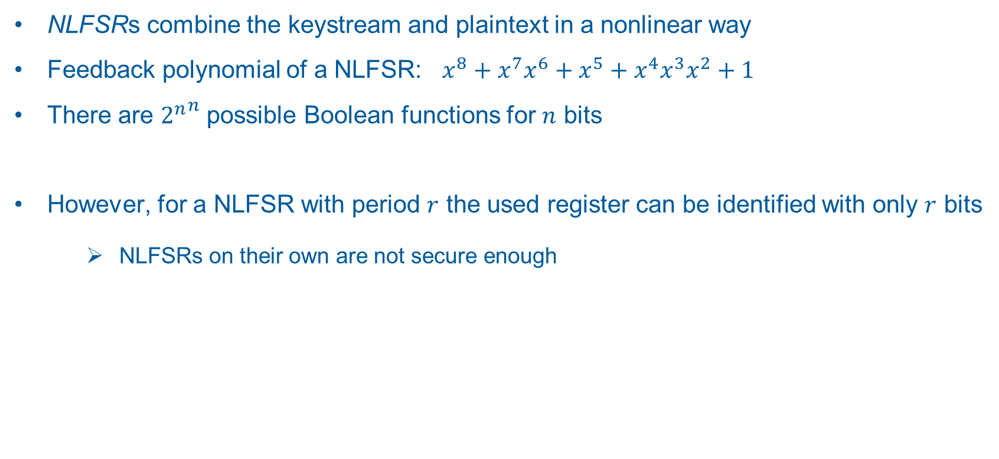 • NLFSRs combine the keystream and plaintext in a nonlinear way
• Feedback polynomial of a NLFSR: $x^8 + x^7x^6 + x^5 + x^4x^3x^2 + 1$
• There are $2^{n^n}$ possible Boolean functions for $n$ bits
• However, for a NLFSR with period $r$ the used register can be identified with only $r$ bits
➢ NLFSRs on their own are not secure enough